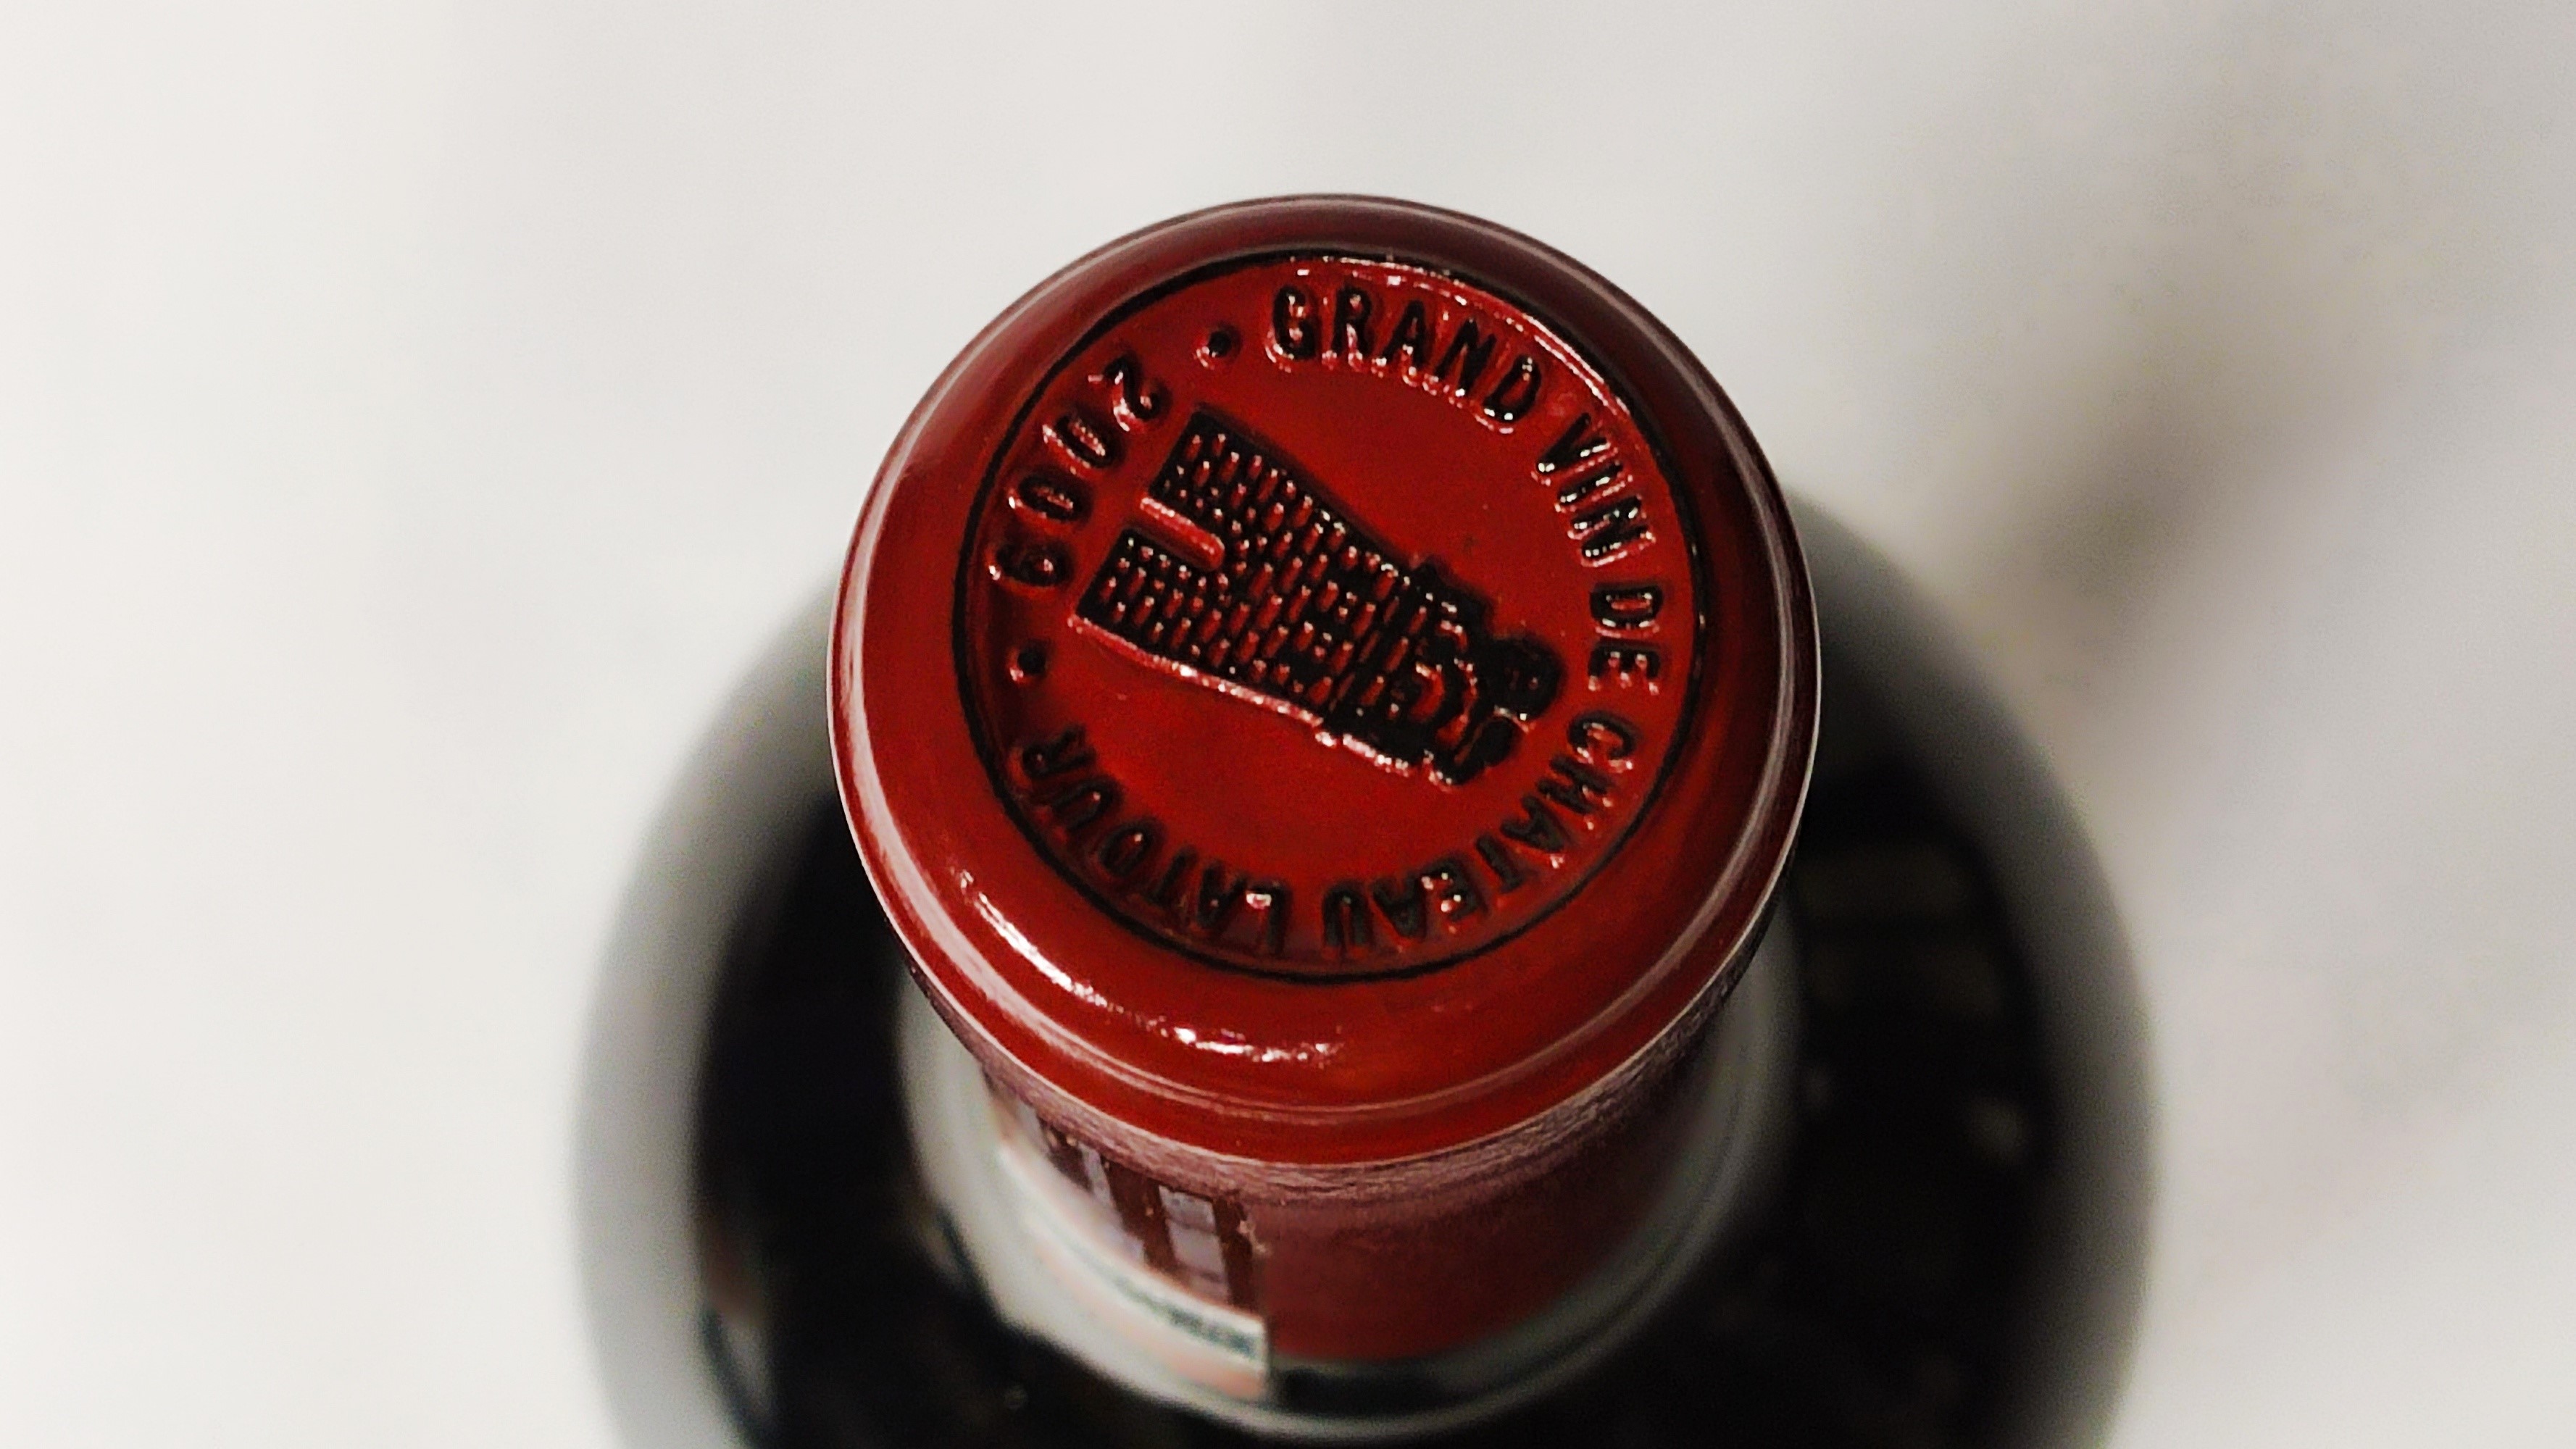 GRAND VIN DE CHATEAU LATOUR
• 2009 •